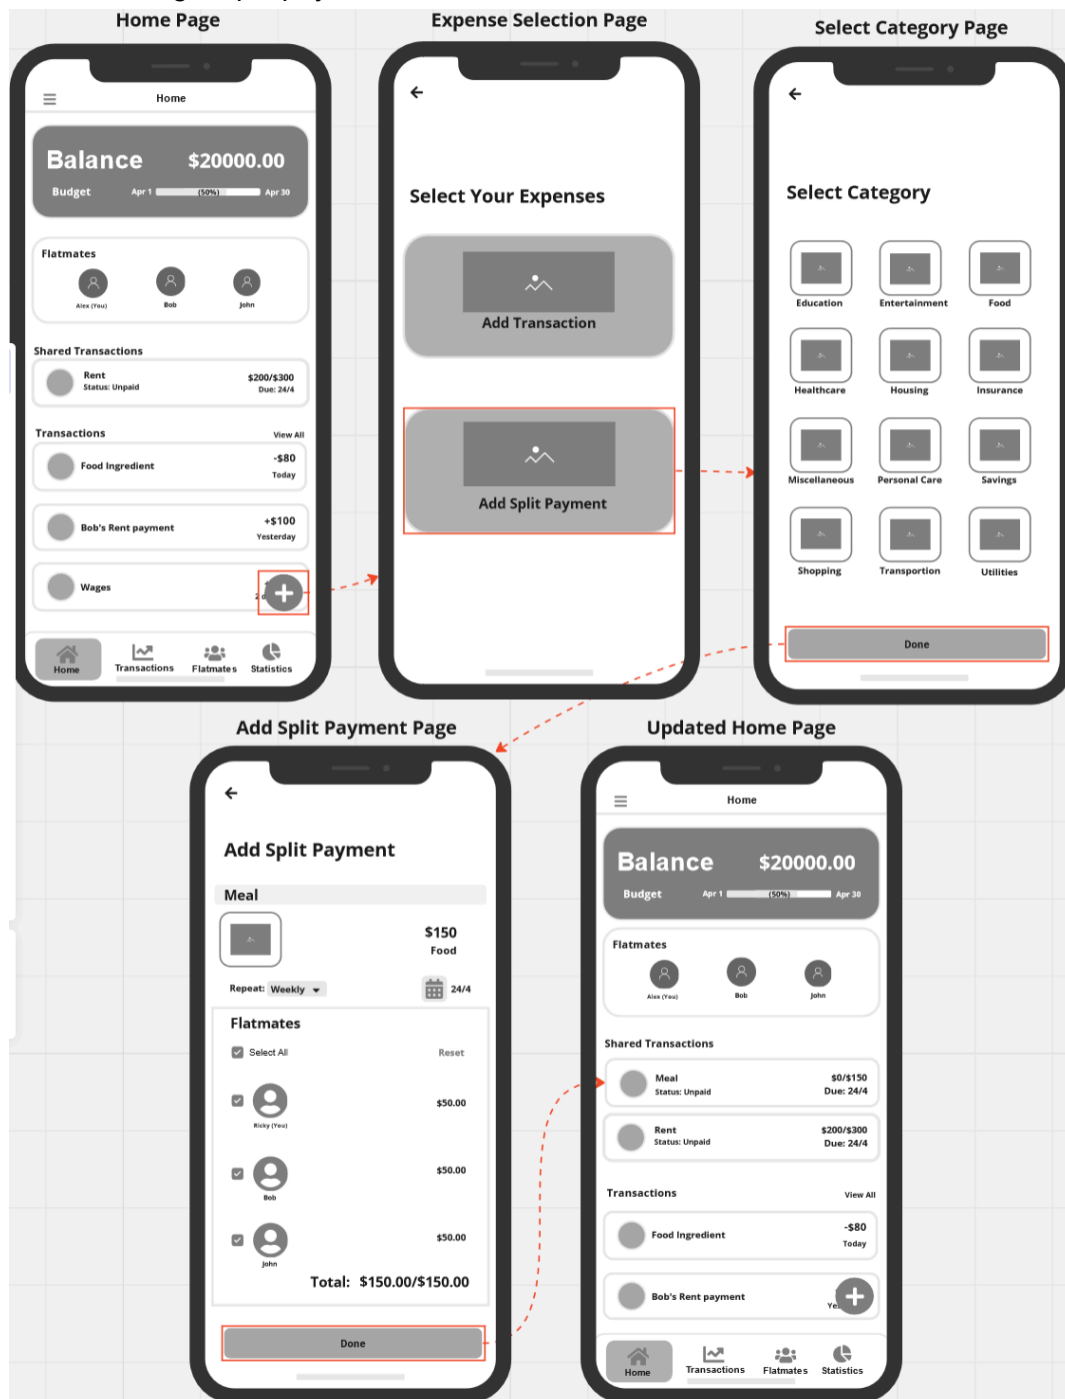 Home Page
Expense Selection Page
Select Category Page
Home
Balance $20000.00
Budget Apr 1 (50%) Apr 30
Flatmates
Alex (You) Bob John
Shared Transactions
Rent $200/$300
Status: Unpaid Due: 24/4
Transactions View All
Food Ingredient -$80
Today
Bob's Rent payment +$100
Yesterday
Wages
Home Transactions Flatmates Statistics
Select Your Expenses
Add Transaction
Add Split Payment
Select Category
Education Entertainment Food
Healthcare Housing Insurance
Miscellaneous Personal Care Savings
Shopping Transportion Utilities
Done
Add Split Payment Page
Updated Home Page
Add Split Payment
Meal
$150
Food
Repeat: Weekly 24/4
Flatmates
Select All Reset
$50.00
Ricky (You)
$50.00
Bob
$50.00
John
Total: $150.00/$150.00
Done
Home
Balance $20000.00
Budget Apr 1 (50%) Apr 30
Flatmates
Alex (You) Bob John
Shared Transactions
Meal $0/$150
Status: Unpaid Due: 24/4
Rent $200/$300
Status: Unpaid Due: 24/4
Transactions View All
Food Ingredient -$80
Today
Bob's Rent payment
Home Transactions Flatmates Statistics